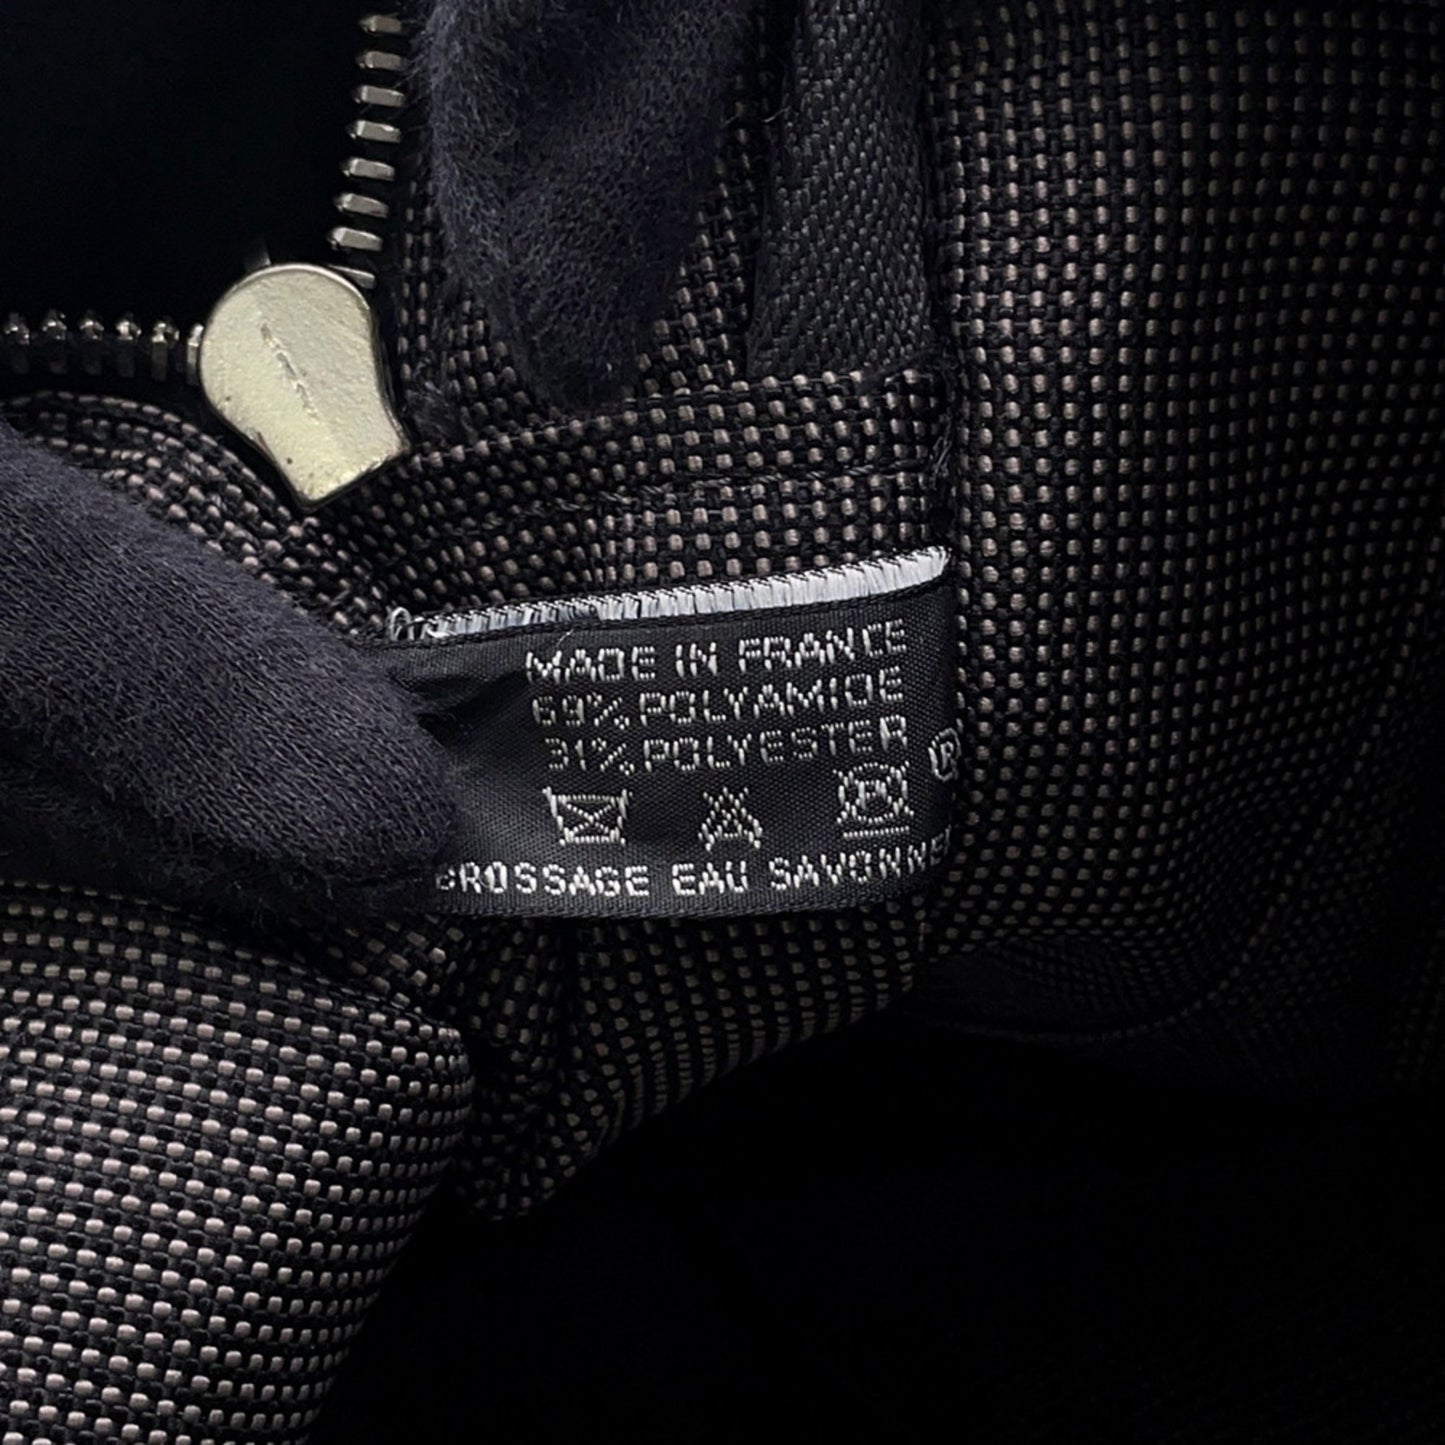 MADE IN FRANCE
69% POLYAMIDE
31% POLYESTER
®
BROSSAGE EAU SAVONNEE